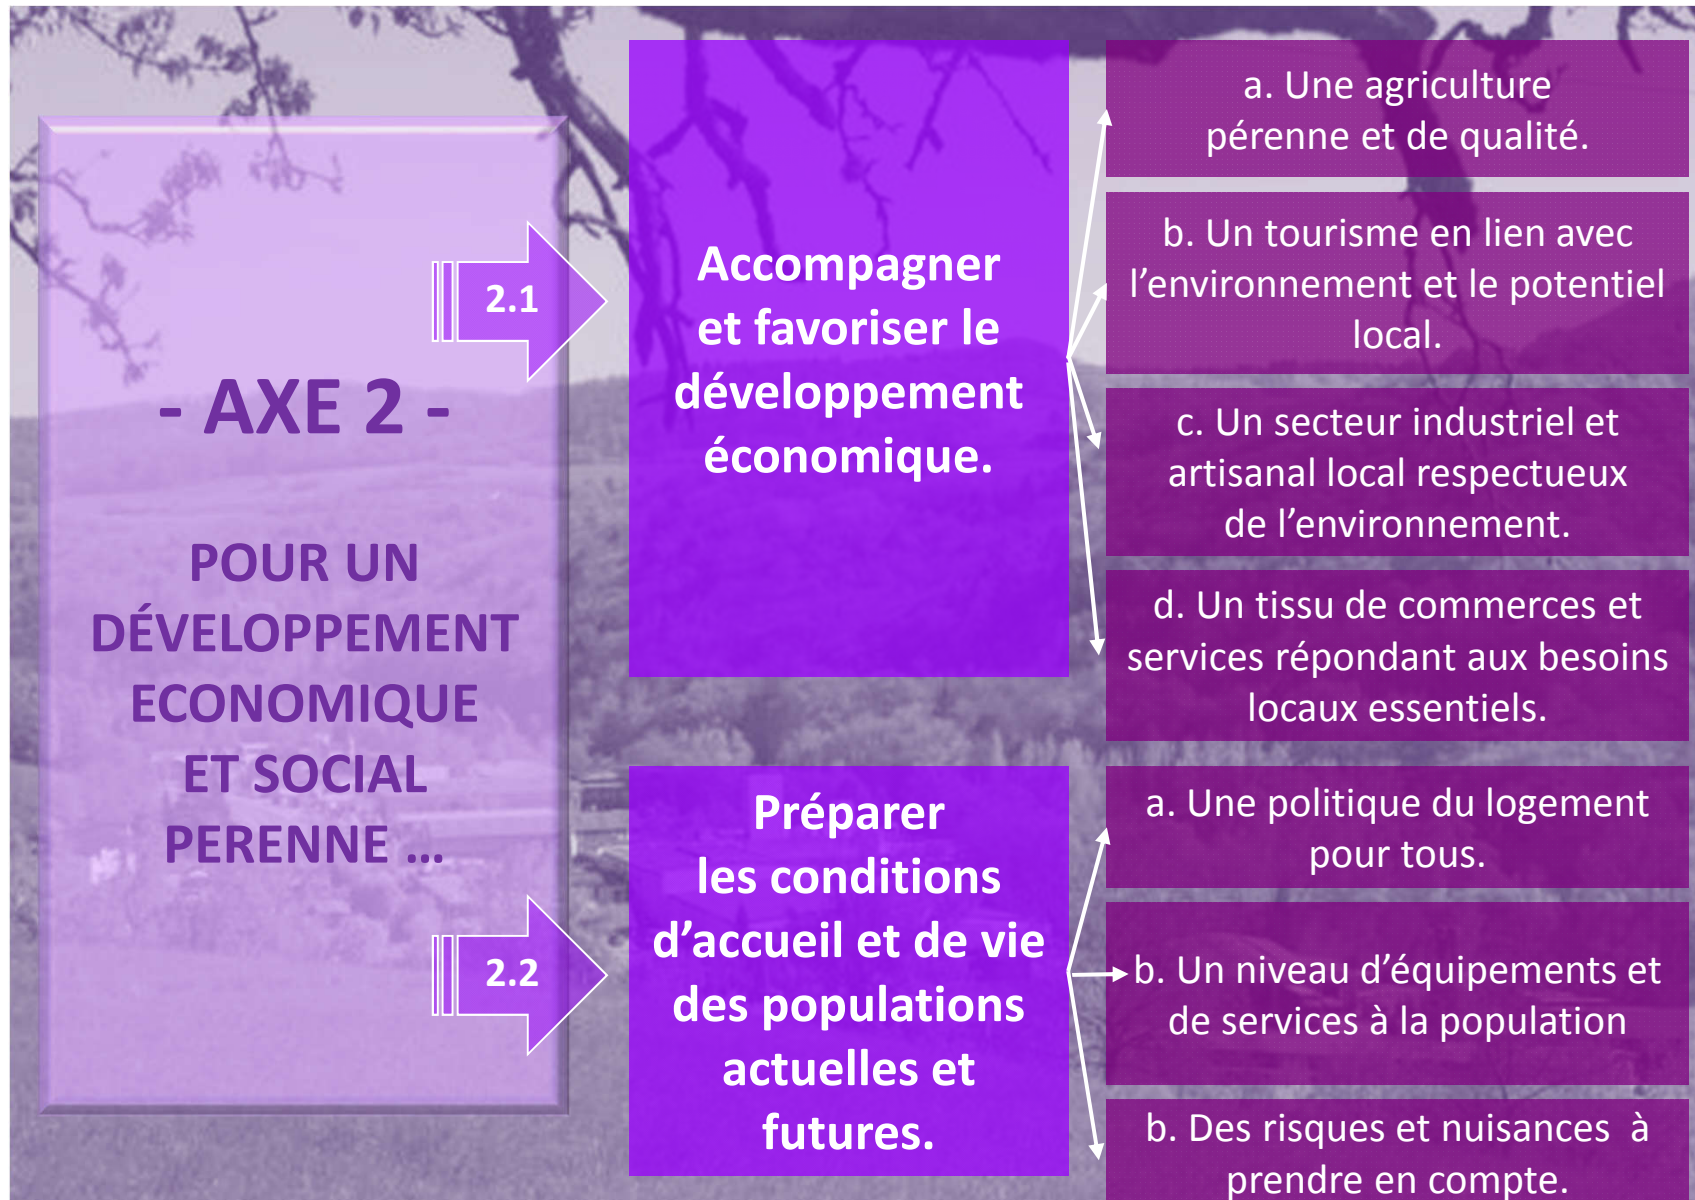 - AXE 2 -
POUR UN
DÉVELOPPEMENT
ECONOMIQUE
ET SOCIAL
PERENNE ...
2.1
Accompagner
et favoriser le
développement
économique.
a. Une agriculture
pérenne et de qualité.
b. Un tourisme en lien avec
l’environnement et le potentiel
local.
c. Un secteur industriel et
artisanal local respectueux
de l’environnement.
d. Un tissu de commerces et
services répondant aux besoins
locaux essentiels.
2.2
Préparer
les conditions
d’accueil et de vie
des populations
actuelles et
futures.
a. Une politique du logement
pour tous.
b. Un niveau d’équipements et
de services à la population
b. Des risques et nuisances à
prendre en compte.